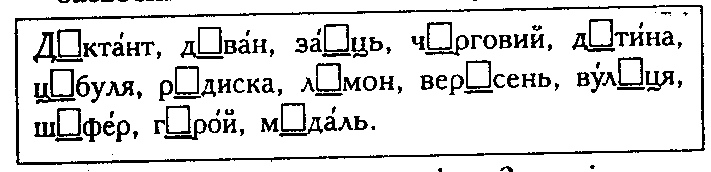 Д□кта́нт, д□ва́н, за́□ць, ч□рговий, д□ти́на,
ц□буля, р□диска, л□мон, вер□сень, ву́л□ця,
ш□фе́р, г□ро́й, м□да́ль.